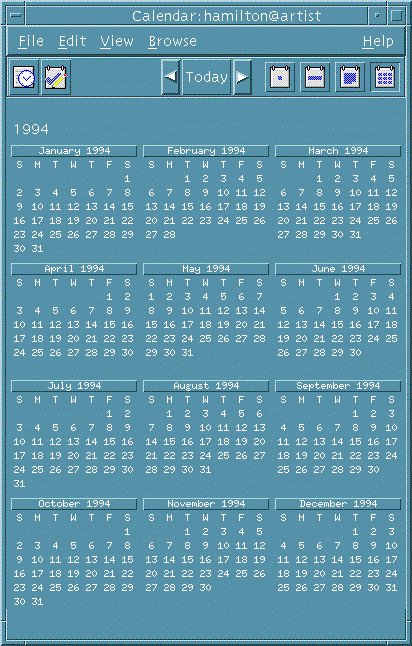 Calendar:hamilton@artist
File Edit View Browse Help
Today
1994
January 1994
S M T W T F S
1
2 3 4 5 6 7 8
9 10 11 12 13 14 15
16 17 18 19 20 21 22
23 24 25 26 27 28 29
30 31
February 1994
S M T W T F S
1 2 3 4 5
6 7 8 9 10 11 12
13 14 15 16 17 18 19
20 21 22 23 24 25 26
27 28
March 1994
S M T W T F S
1 2 3 4 5
6 7 8 9 10 11 12
13 14 15 16 17 18 19
20 21 22 23 24 25 26
27 28 29 30 31
April 1994
S M T W T F S
1 2
3 4 5 6 7 8 9
10 11 12 13 14 15 16
17 18 19 20 21 22 23
24 25 26 27 28 29 30
May 1994
S M T W T F S
1 2 3 4 5 6 7
8 9 10 11 12 13 14
15 16 17 18 19 20 21
22 23 24 25 26 27 28
29 30 31
June 1994
S M T W T F S
1 2 3 4
5 6 7 8 9 10 11
12 13 14 15 16 17 18
19 20 21 22 23 24 25
26 27 28 29 30
July 1994
S M T W T F S
1 2
3 4 5 6 7 8 9
10 11 12 13 14 15 16
17 18 19 20 21 22 23
24 25 26 27 28 29 30
31
August 1994
S M T W T F S
1 2 3 4 5 6
7 8 9 10 11 12 13
14 15 16 17 18 19 20
21 22 23 24 25 26 27
28 29 30 31
September 1994
S M T W T F S
1 2 3
4 5 6 7 8 9 10
11 12 13 14 15 16 17
18 19 20 21 22 23 24
25 26 27 28 29 30
October 1994
S M T W T F S
1
2 3 4 5 6 7 8
9 10 11 12 13 14 15
16 17 18 19 20 21 22
23 24 25 26 27 28 29
30 31
November 1994
S M T W T F S
1 2 3 4 5
6 7 8 9 10 11 12
13 14 15 16 17 18 19
20 21 22 23 24 25 26
27 28 29 30
December 1994
S M T W T F S
1 2 3
4 5 6 7 8 9 10
11 12 13 14 15 16 17
18 19 20 21 22 23 24
25 26 27 28 29 30 31